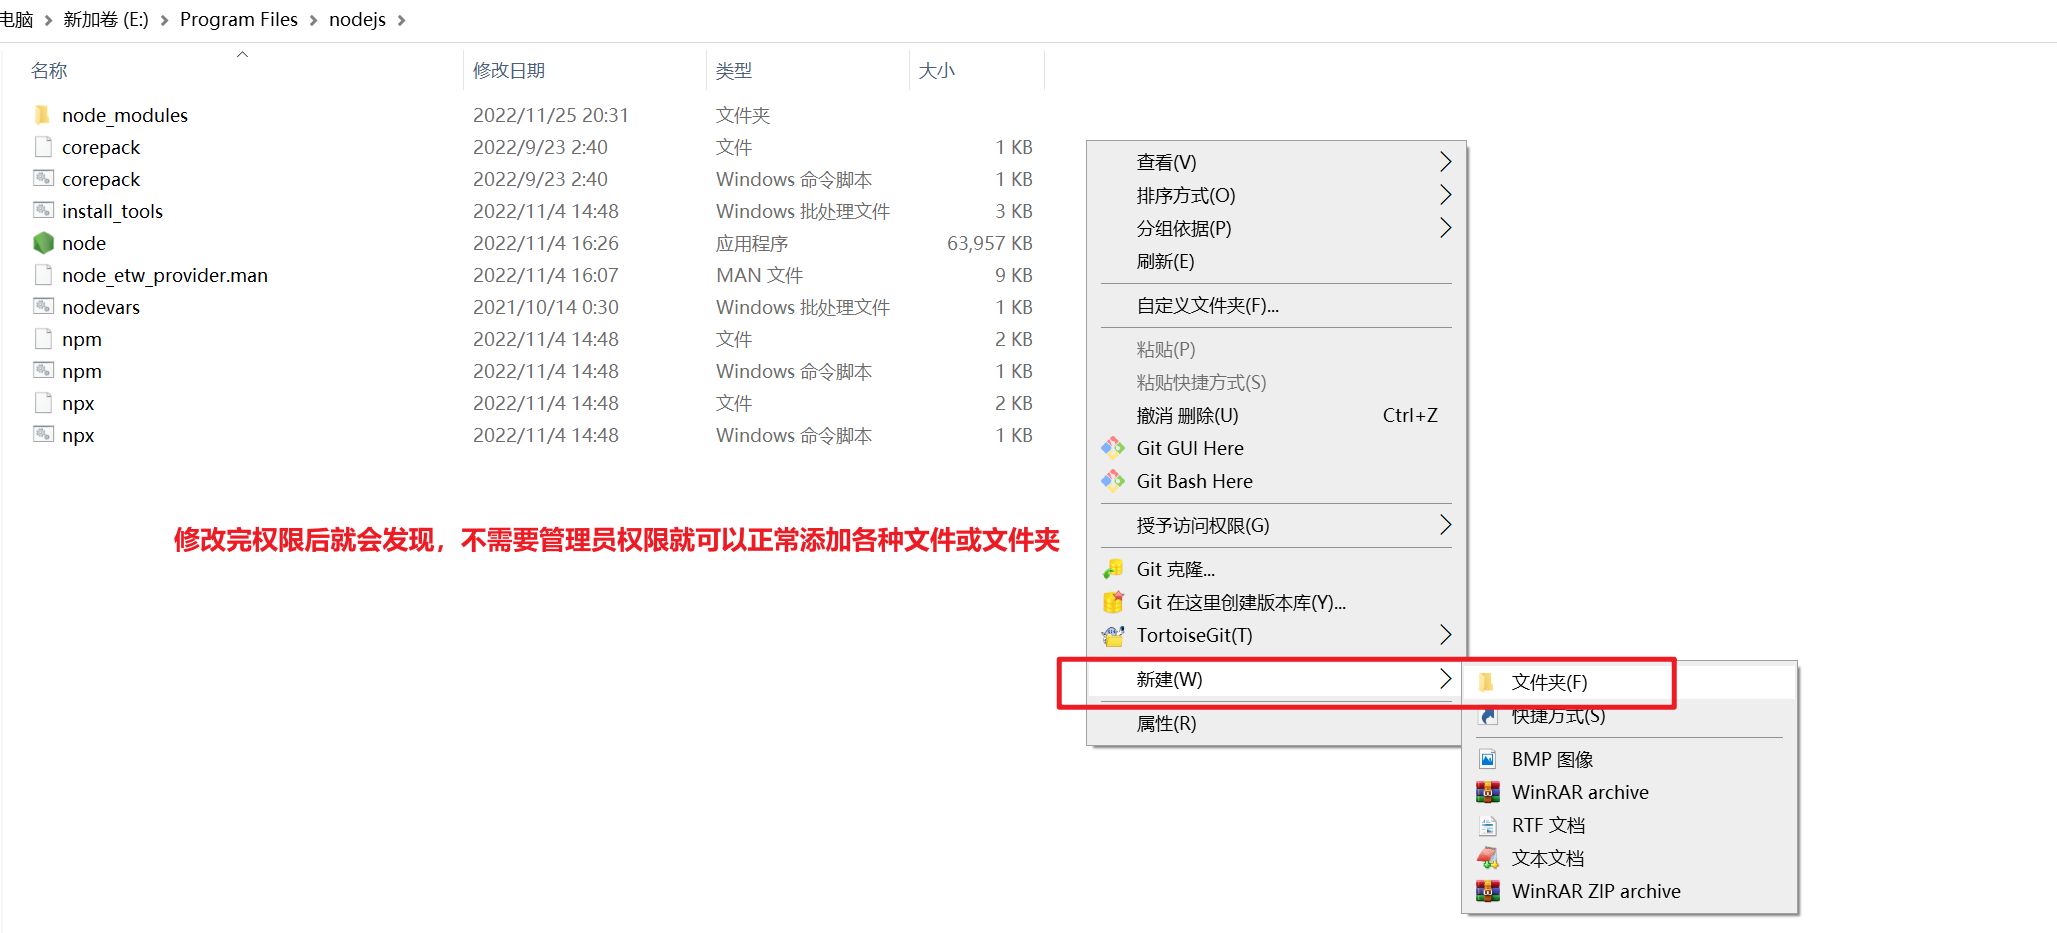 电脑 > 新加卷 (E:) > Program Files > nodejs >
名称 修改日期 类型 大小
node_modules 2022/11/25 20:31 文件夹
corepack 2022/9/23 2:40 文件 1 KB
corepack 2022/9/23 2:40 Windows 命令脚本 1 KB
install_tools 2022/11/4 14:48 Windows 批处理文件 3 KB
node 2022/11/4 16:26 应用程序 63,957 KB
node_etw_provider.man 2022/11/4 16:07 MAN 文件 9 KB
nodevars 2021/10/14 0:30 Windows 批处理文件 1 KB
npm 2022/11/4 14:48 文件 2 KB
npm 2022/11/4 14:48 Windows 命令脚本 1 KB
npx 2022/11/4 14:48 文件 2 KB
npx 2022/11/4 14:48 Windows 命令脚本 1 KB
修改完权限后就会发现，不需要管理员权限就可以正常添加各种文件或文件夹
查看(V)
排序方式(O)
分组依据(P)
刷新(E)
自定义文件夹(F)...
粘贴(P)
粘贴快捷方式(S)
撤消 删除(U) Ctrl+Z
Git GUI Here
Git Bash Here
授予访问权限(G)
Git 克隆...
Git 在这里创建版本库(Y)...
TortoiseGit(T)
新建(W)
属性(R)
文件夹(F)
快捷方式(S)
BMP 图像
WinRAR archive
RTF 文档
文本文档
WinRAR ZIP archive